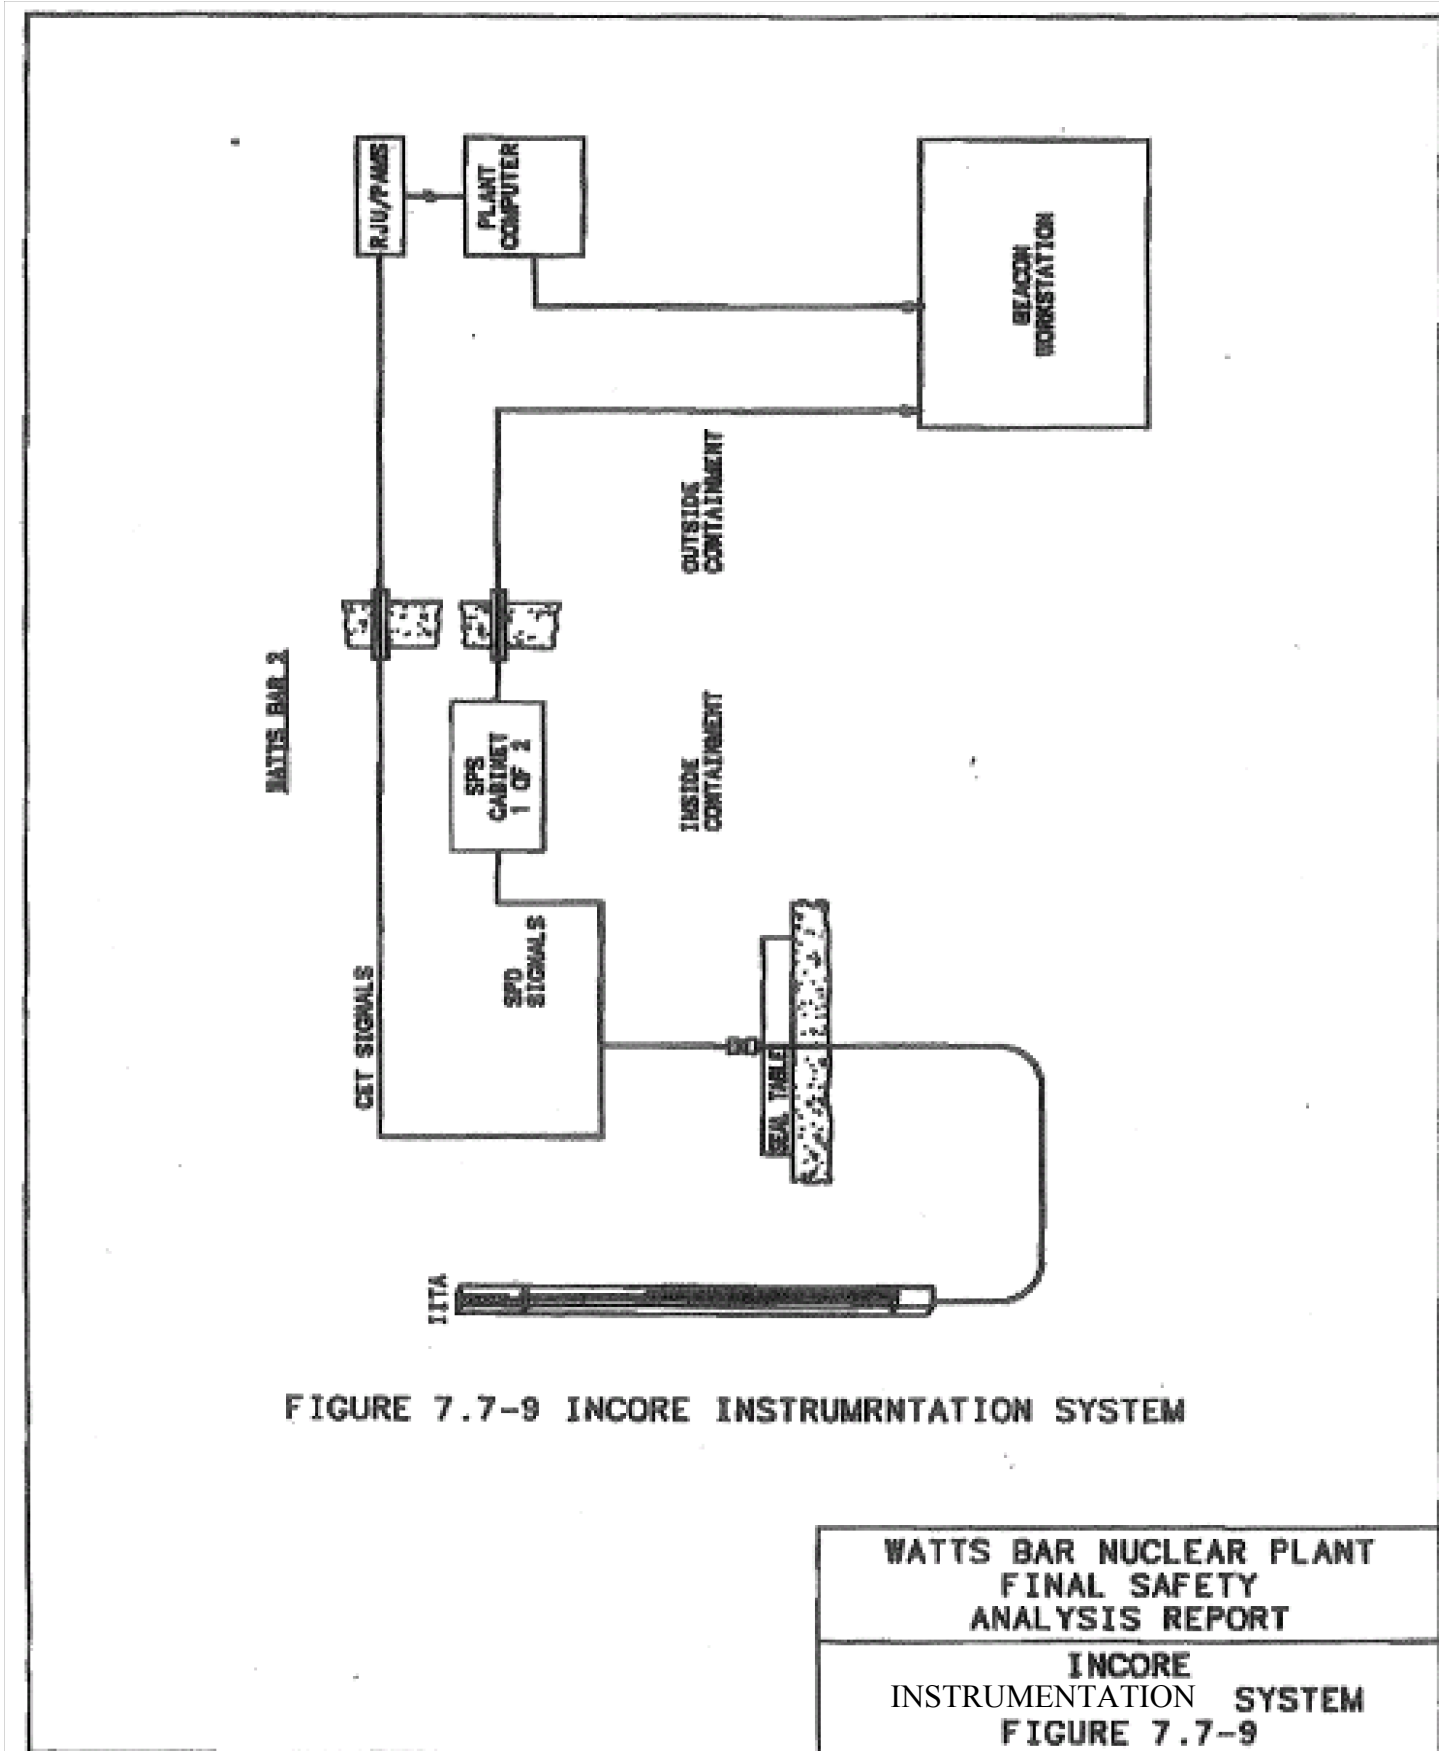 WATTS BAR 2
RJU/PAMS
PLANT
COMPUTER
BEACON
WORKSTATION
OUTSIDE
CONTAINMENT
INSIDE
CONTAINMENT
SPS
CABINET
1 OF 2
CET SIGNALS
SPD
SIGNALS
SEAL TABLE
IITA
FIGURE 7.7-9 INCORE INSTRUMRNTATION SYSTEM
WATTS BAR NUCLEAR PLANT
FINAL SAFETY
ANALYSIS REPORT
INCORE
INSTRUMENTATION SYSTEM
FIGURE 7.7-9